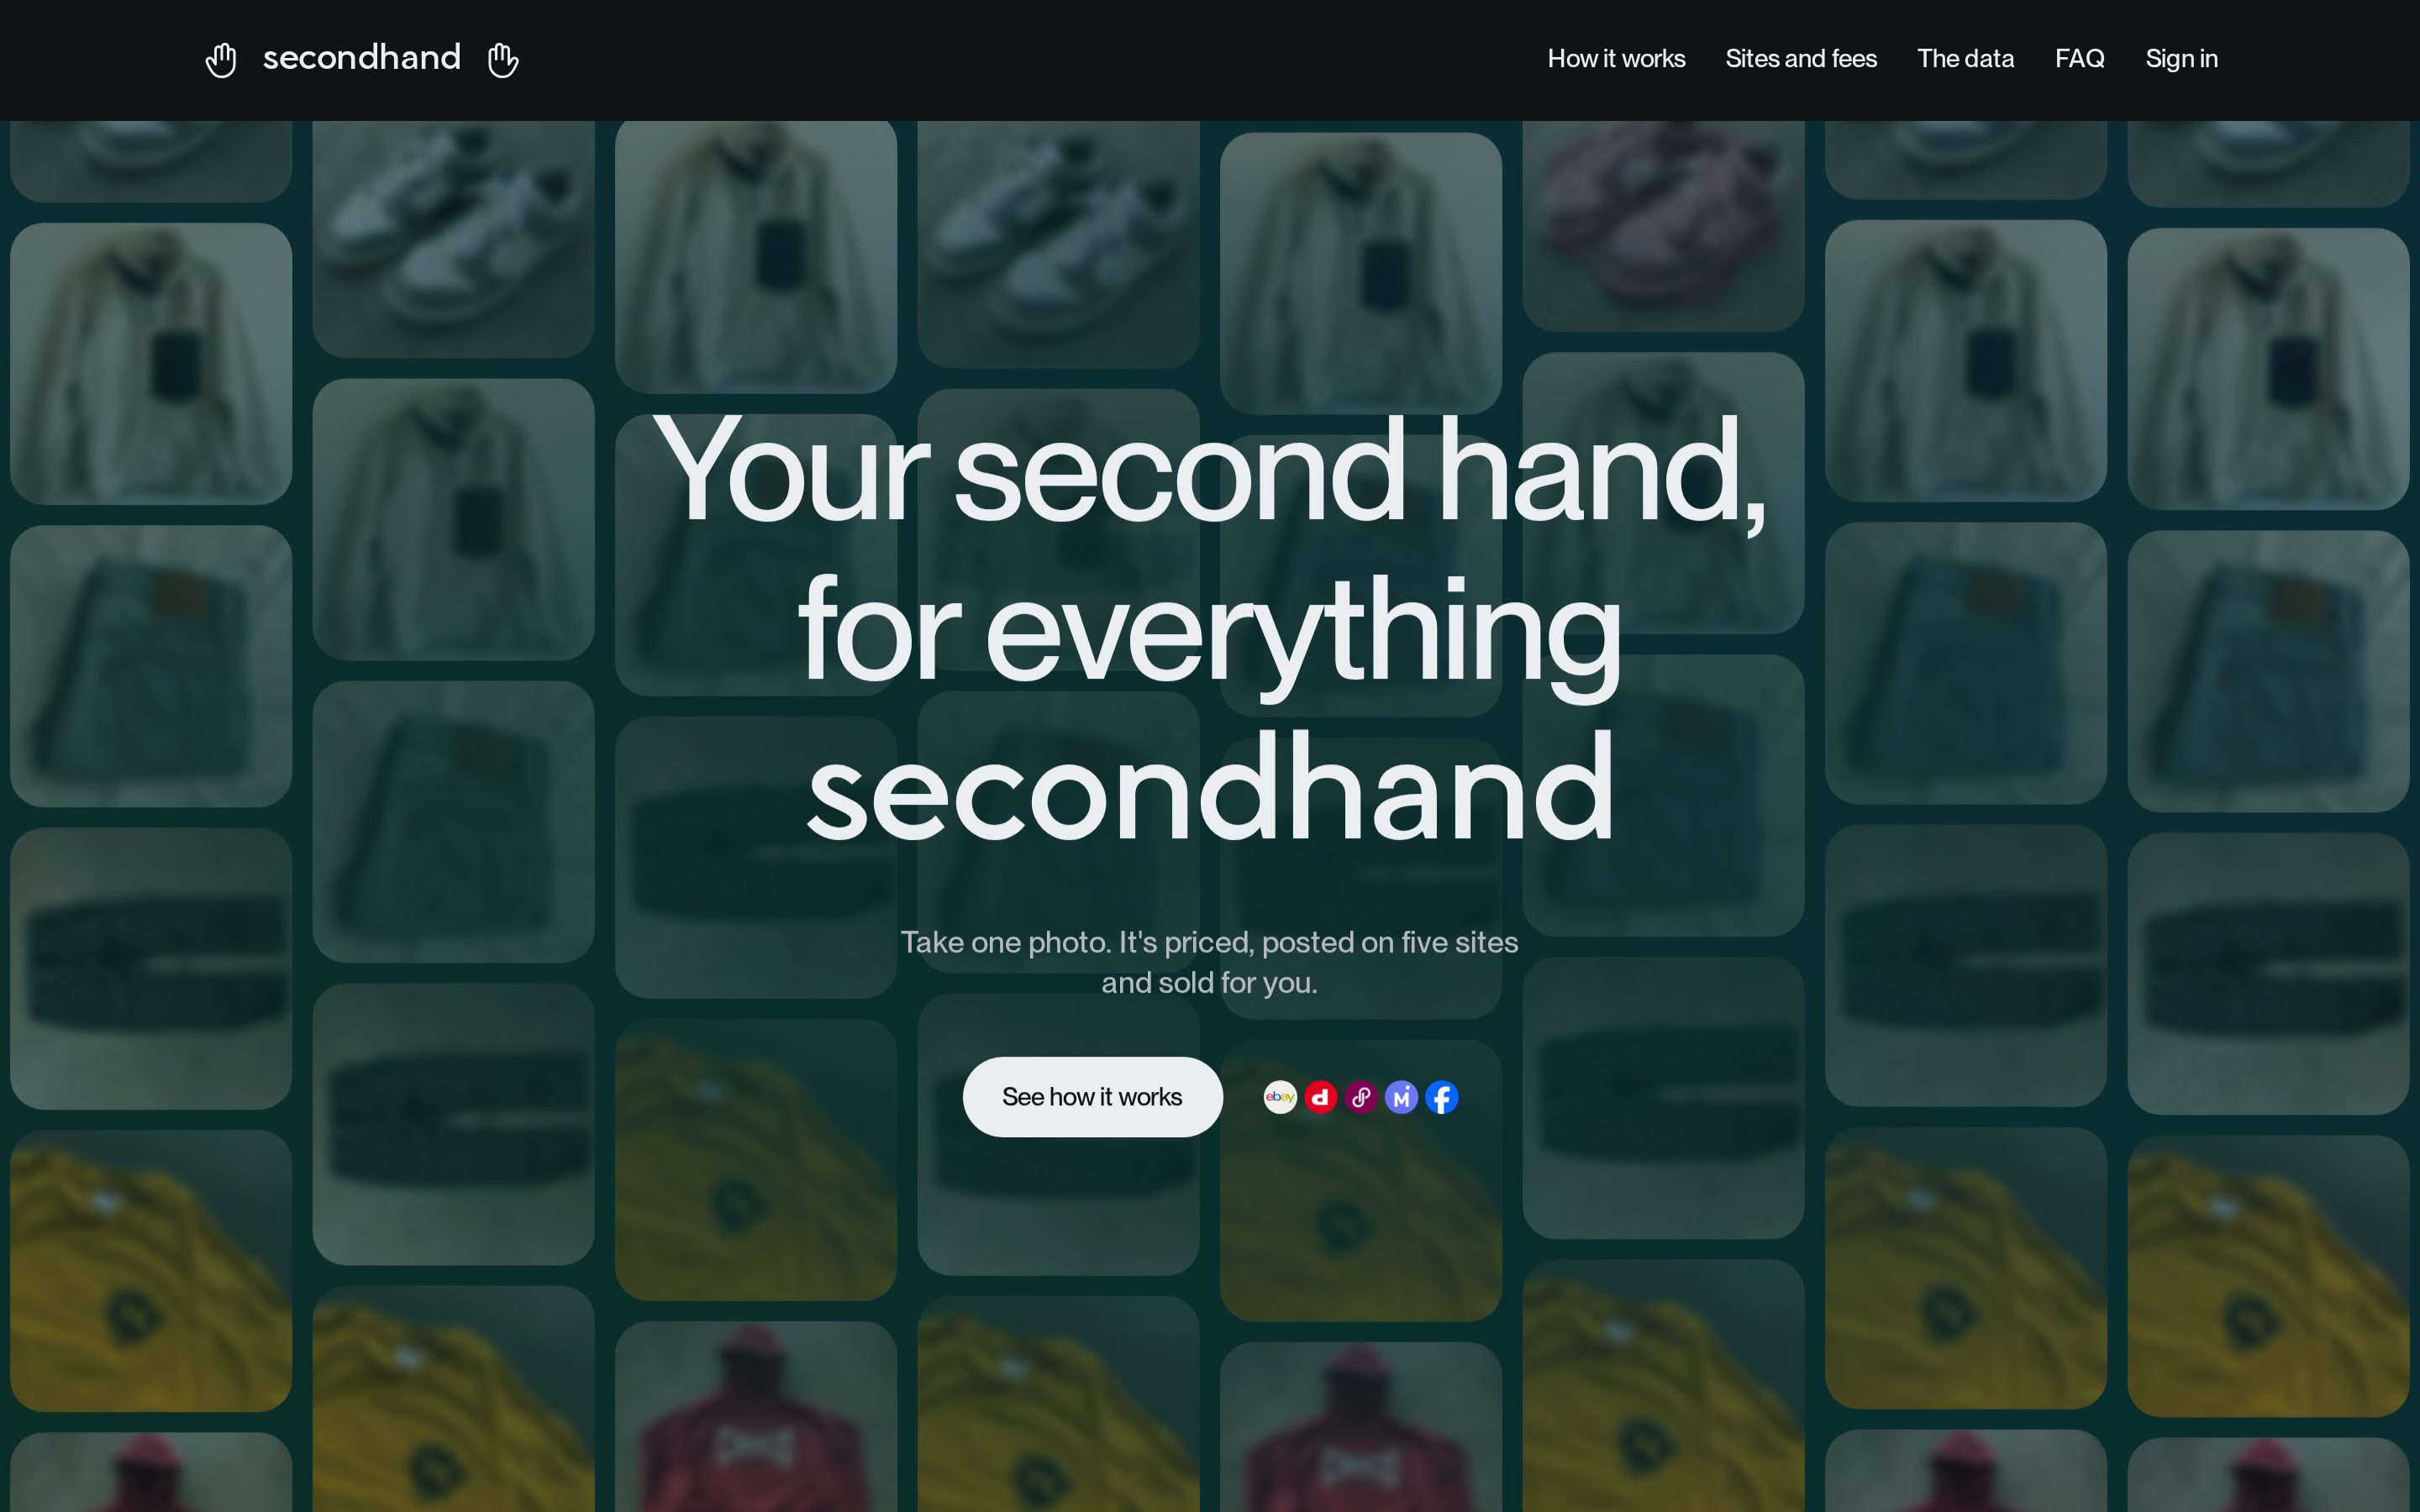 secondhand
How it works
Sites and fees
The data
FAQ
Sign in
Your second hand,
for everything
secondhand
Take one photo. It's priced, posted on five sites
and sold for you.
See how it works
ebay